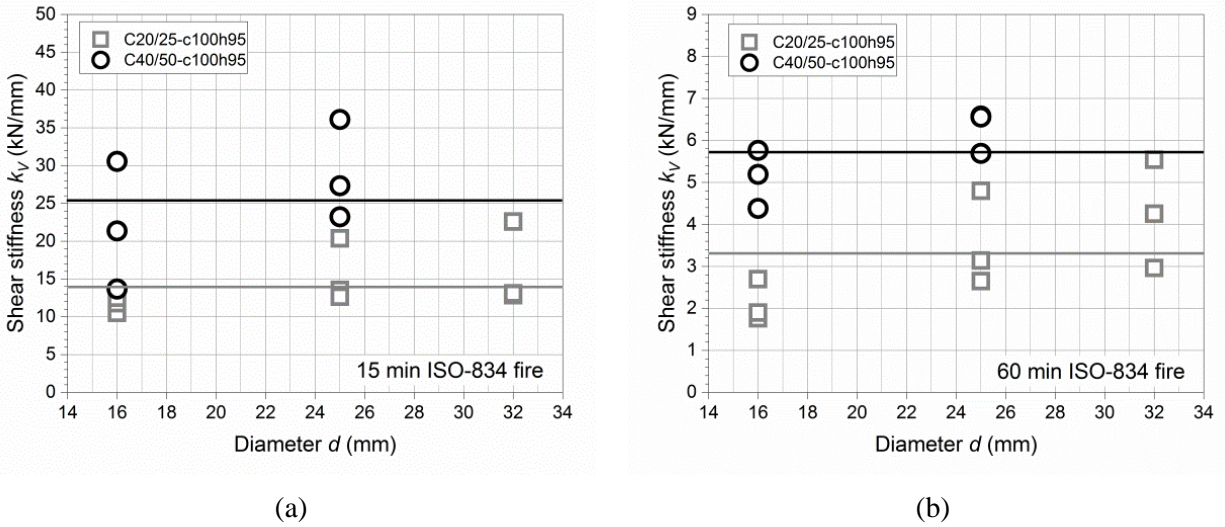 50
45
40
35
30
25
20
15
10
5
0
Shear stiffness kV (kN/mm)
C20/25-c100h95
C40/50-c100h95
15 min ISO-834 fire
14 16 18 20 22 24 26 28 30 32 34
Diameter d (mm)
(a)
9
8
7
6
5
4
3
2
1
0
Shear stiffness kV (kN/mm)
C20/25-c100h95
C40/50-c100h95
60 min ISO-834 fire
14 16 18 20 22 24 26 28 30 32 34
Diameter d (mm)
(b)